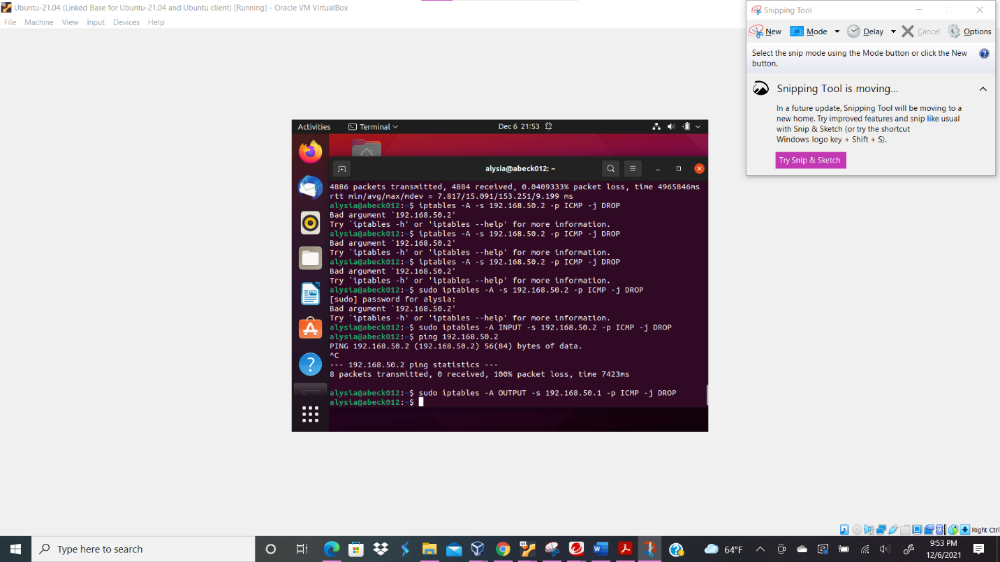 Ubuntu-21.04 (Linked Base for Ubuntu-21.04 and Ubuntu client) [Running] - Oracle VM VirtualBox
File Machine View Input Devices Help
Snipping Tool
New Mode Delay Cancel Options
Select the snip mode using the Mode button or click the New
button.
Snipping Tool is moving...
In a future update, Snipping Tool will be moving to a
new home. Try improved features and snip like usual
with Snip & Sketch (or try the shortcut
Windows logo key + Shift + S).
Try Snip & Sketch
Activities Terminal Dec 6 21:53
alysia@abeck012: ~
4886 packets transmitted, 4884 received, 0.0409333% packet loss, time 4965846ms
rtt min/avg/max/mdev = 7.817/15.091/153.251/9.199 ms
alysia@abeck012:~$ iptables -A -s 192.168.50.2 -p ICMP -j DROP
Bad argument `192.168.50.2'
Try `iptables -h' or 'iptables --help' for more information.
alysia@abeck012:~$ iptables -A -s 192.168.50.2 -p ICMP -j DROP
Bad argument `192.168.50.2'
Try `iptables -h' or 'iptables --help' for more information.
alysia@abeck012:~$ iptables -A -s 192.168.50.2 -p ICMP -j DROP
Bad argument `192.168.50.2'
Try `iptables -h' or 'iptables --help' for more information.
alysia@abeck012:~$ sudo iptables -A -s 192.168.50.2 -p ICMP -j DROP
[sudo] password for alysia:
Bad argument `192.168.50.2'
Try `iptables -h' or 'iptables --help' for more information.
alysia@abeck012:~$ sudo iptables -A INPUT -s 192.168.50.2 -p ICMP -j DROP
alysia@abeck012:~$ ping 192.168.50.2
PING 192.168.50.2 (192.168.50.2) 56(84) bytes of data.
^C
--- 192.168.50.2 ping statistics ---
8 packets transmitted, 0 received, 100% packet loss, time 7423ms
alysia@abeck012:~$ sudo iptables -A OUTPUT -s 192.168.50.1 -p ICMP -j DROP
alysia@abeck012:~$
Right Ctrl
Type here to search
64°F
9:53 PM
12/6/2021